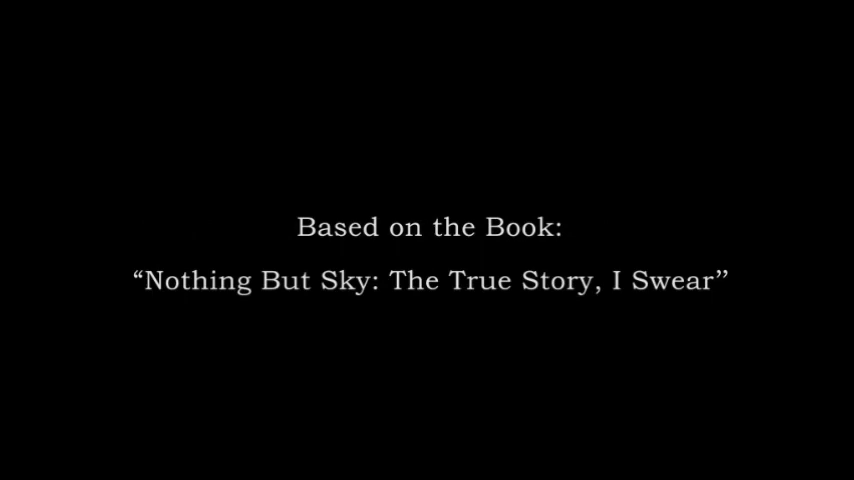 Based on the Book:
“Nothing But Sky: The True Story, I Swear”